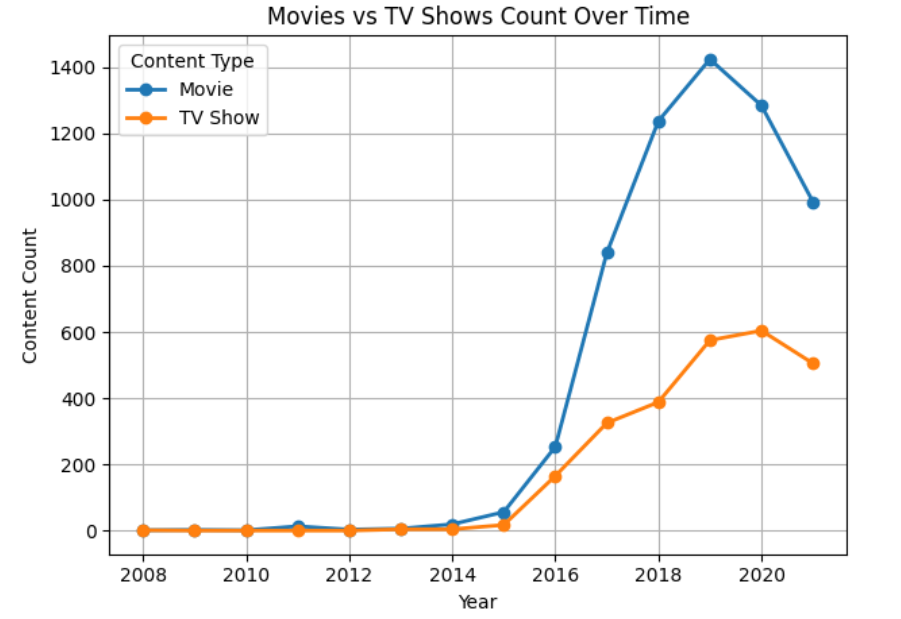 Movies vs TV Shows Count Over Time
Content Type
Movie
TV Show
1400
1200
1000
800
600
400
200
0
Content Count
2008 2010 2012 2014 2016 2018 2020
Year